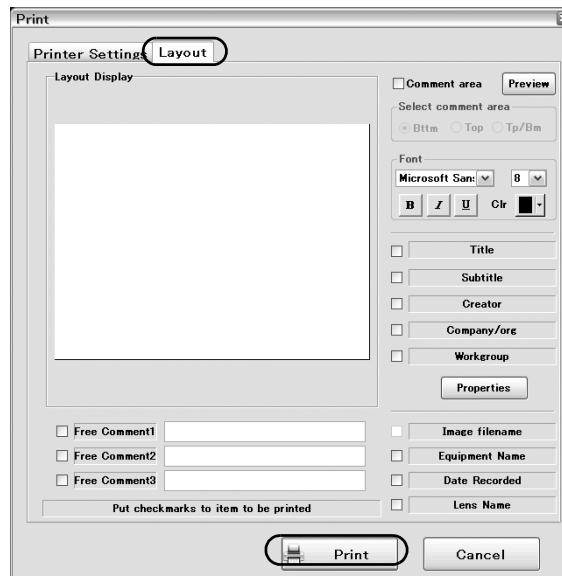 Print
Printer Settings Layout
Layout Display
Comment area Preview
Select comment area
Bttm Top Tp/Bm
Font
Microsoft San: 8
B I U Clr
Title
Subtitle
Creator
Company/org
Workgroup
Properties
Free Comment1
Free Comment2
Free Comment3
Put checkmarks to item to be printed
Image filename
Equipment Name
Date Recorded
Lens Name
Print Cancel